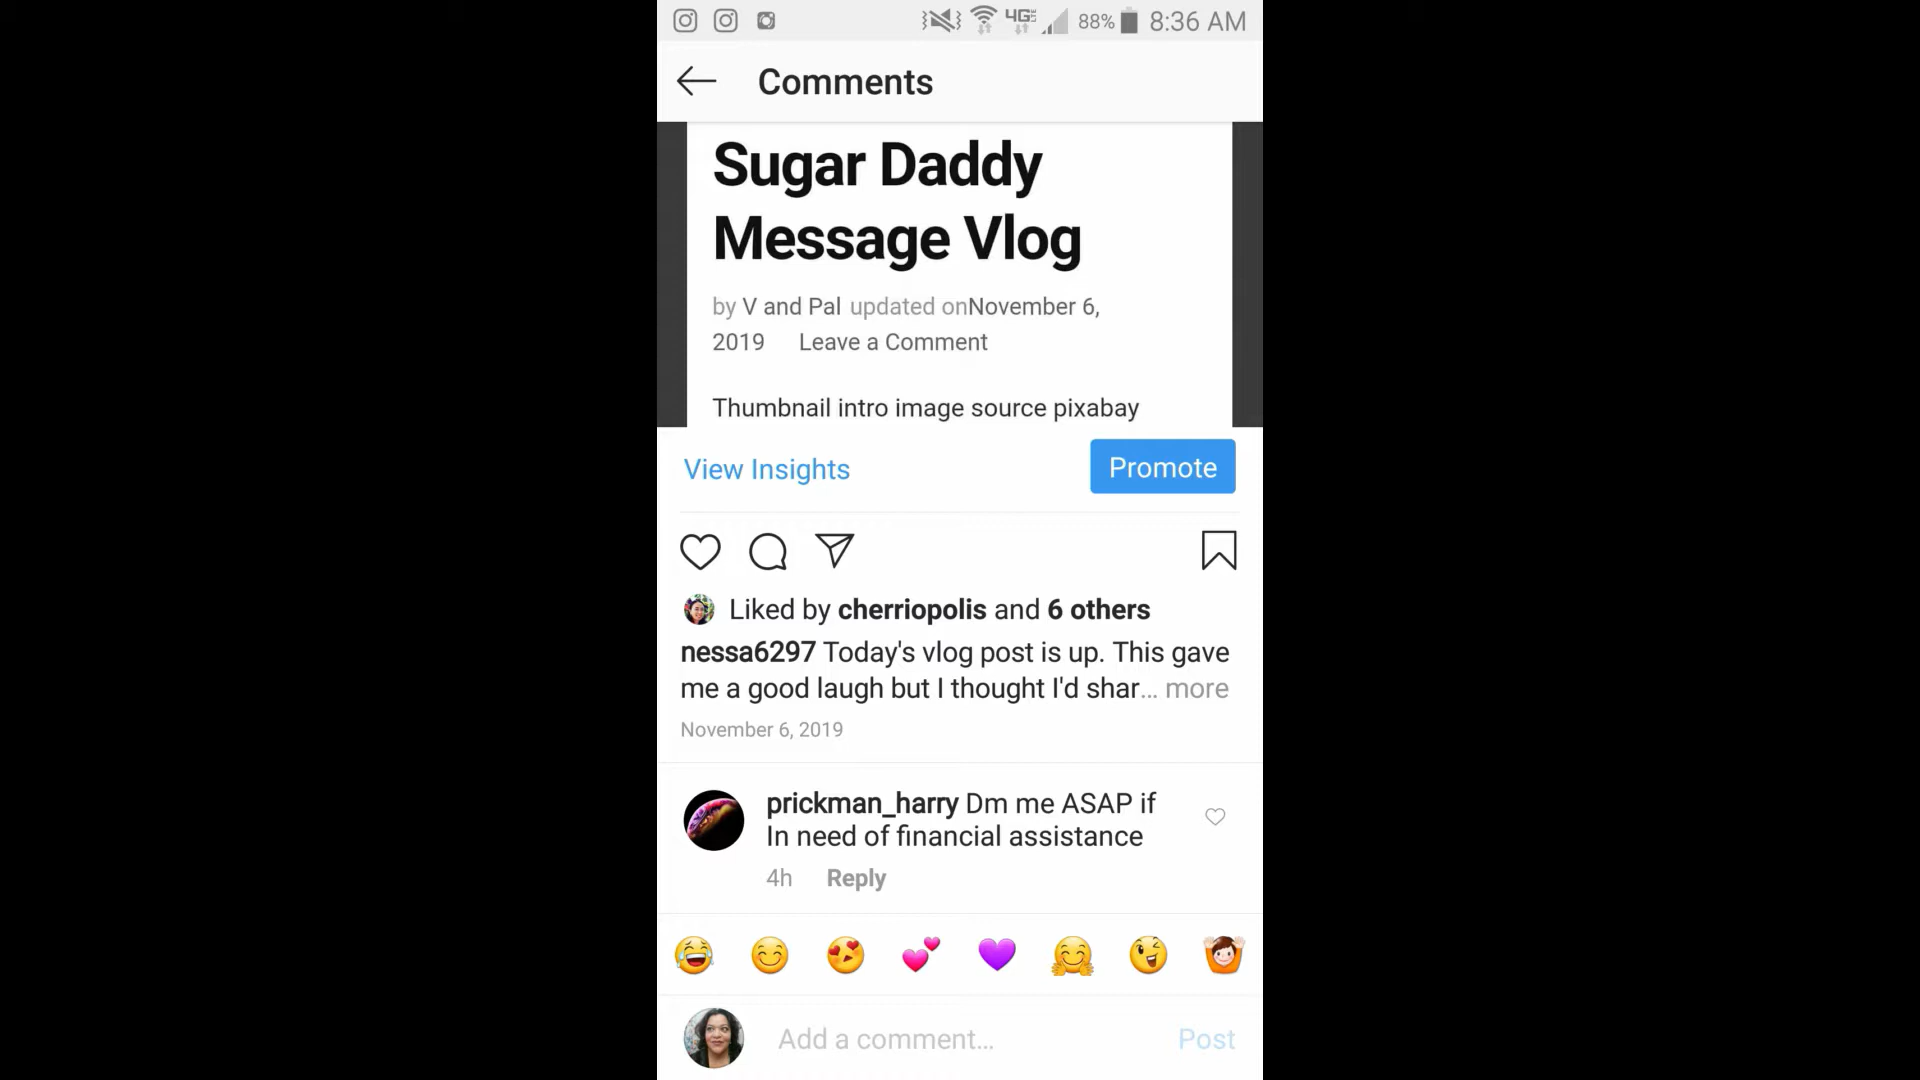 4G LTE 88% 8:36 AM
Comments
Sugar Daddy
Message Vlog
by V and Pal updated onNovember 6,
2019 Leave a Comment
Thumbnail intro image source pixabay
View Insights Promote
Liked by cherriopolis and 6 others
nessa6297 Today's vlog post is up. This gave
me a good laugh but I thought I'd shar... more
November 6, 2019
prickman_harry Dm me ASAP if
In need of financial assistance
4h Reply
Add a comment... Post